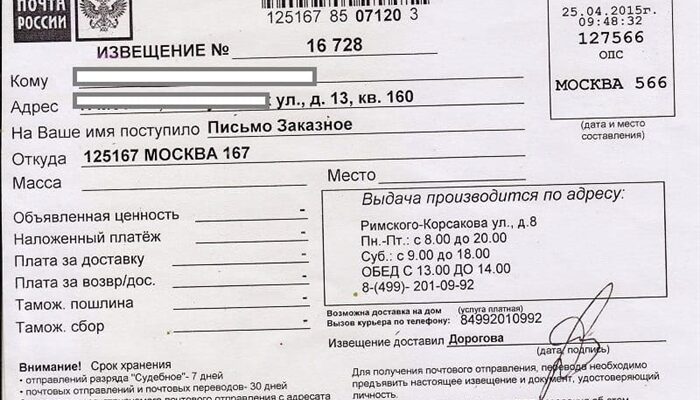 ПОЧТА
РОССИИ
125167 85 07120 3
25.04.2015г.
09:48:32
127566
ОПС
МОСКВА 566
(дата и место
составления)
ИЗВЕЩЕНИЕ № 16 728
Кому
Адрес ул., д. 13, кв. 160
На Ваше имя поступило Письмо Заказное
Откуда 125167 МОСКВА 167
Масса - Место -
Объявленная ценность -
Наложенный платёж -
Плата за доставку -
Плата за возвр/дос. -
Тамож. пошлина -
Тамож. сбор -
Выдача производится по адресу:
Римского-Корсакова ул., д.8
Пн.-Пт.: с 8.00 до 20.00
Суб.: с 9.00 до 18.00
ОБЕД С 13.00 ДО 14.00
8-(499)- 201-09-92
Возможна доставка на дом (услуга платная)
Вызов курьера по телефону: 84992010992
Извещение доставил Дорогова
(дата, подпись)
Внимание! Срок хранения
• отправлений разряда "Судебное"- 7 дней
• почтовых отправлений и почтовых переводов- 30 дней
почтового отправления с адресата
Для получения почтового отправления, перевода необходимо
предъявить настоящее извещение и документ, удостоверяющий
личность.